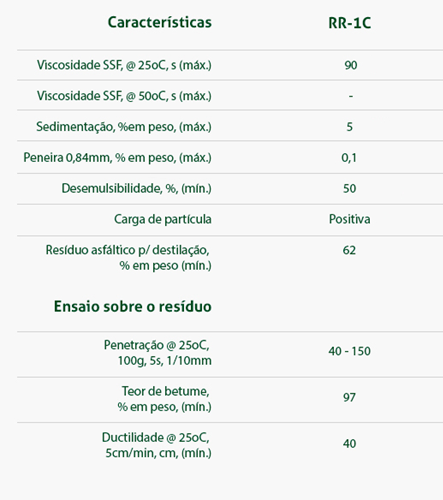 Características RR-1C
Viscosidade SSF, @ 25oC, s (máx.) 90
Viscosidade SSF, @ 50oC, s (máx.) -
Sedimentação, %em peso, (máx.) 5
Peneira 0,84mm, % em peso, (máx.) 0,1
Desemulsibilidade, %, (mín.) 50
Carga de partícula Positiva
Resíduo asfáltico p/ destilação, 62
% em peso (mín.)
Ensaio sobre o resíduo
Penetração @ 25oC, 40 - 150
100g, 5s, 1/10mm
Teor de betume, 97
% em peso, (mín.)
Ductilidade @ 25oC, 40
5cm/min, cm, (mín.)